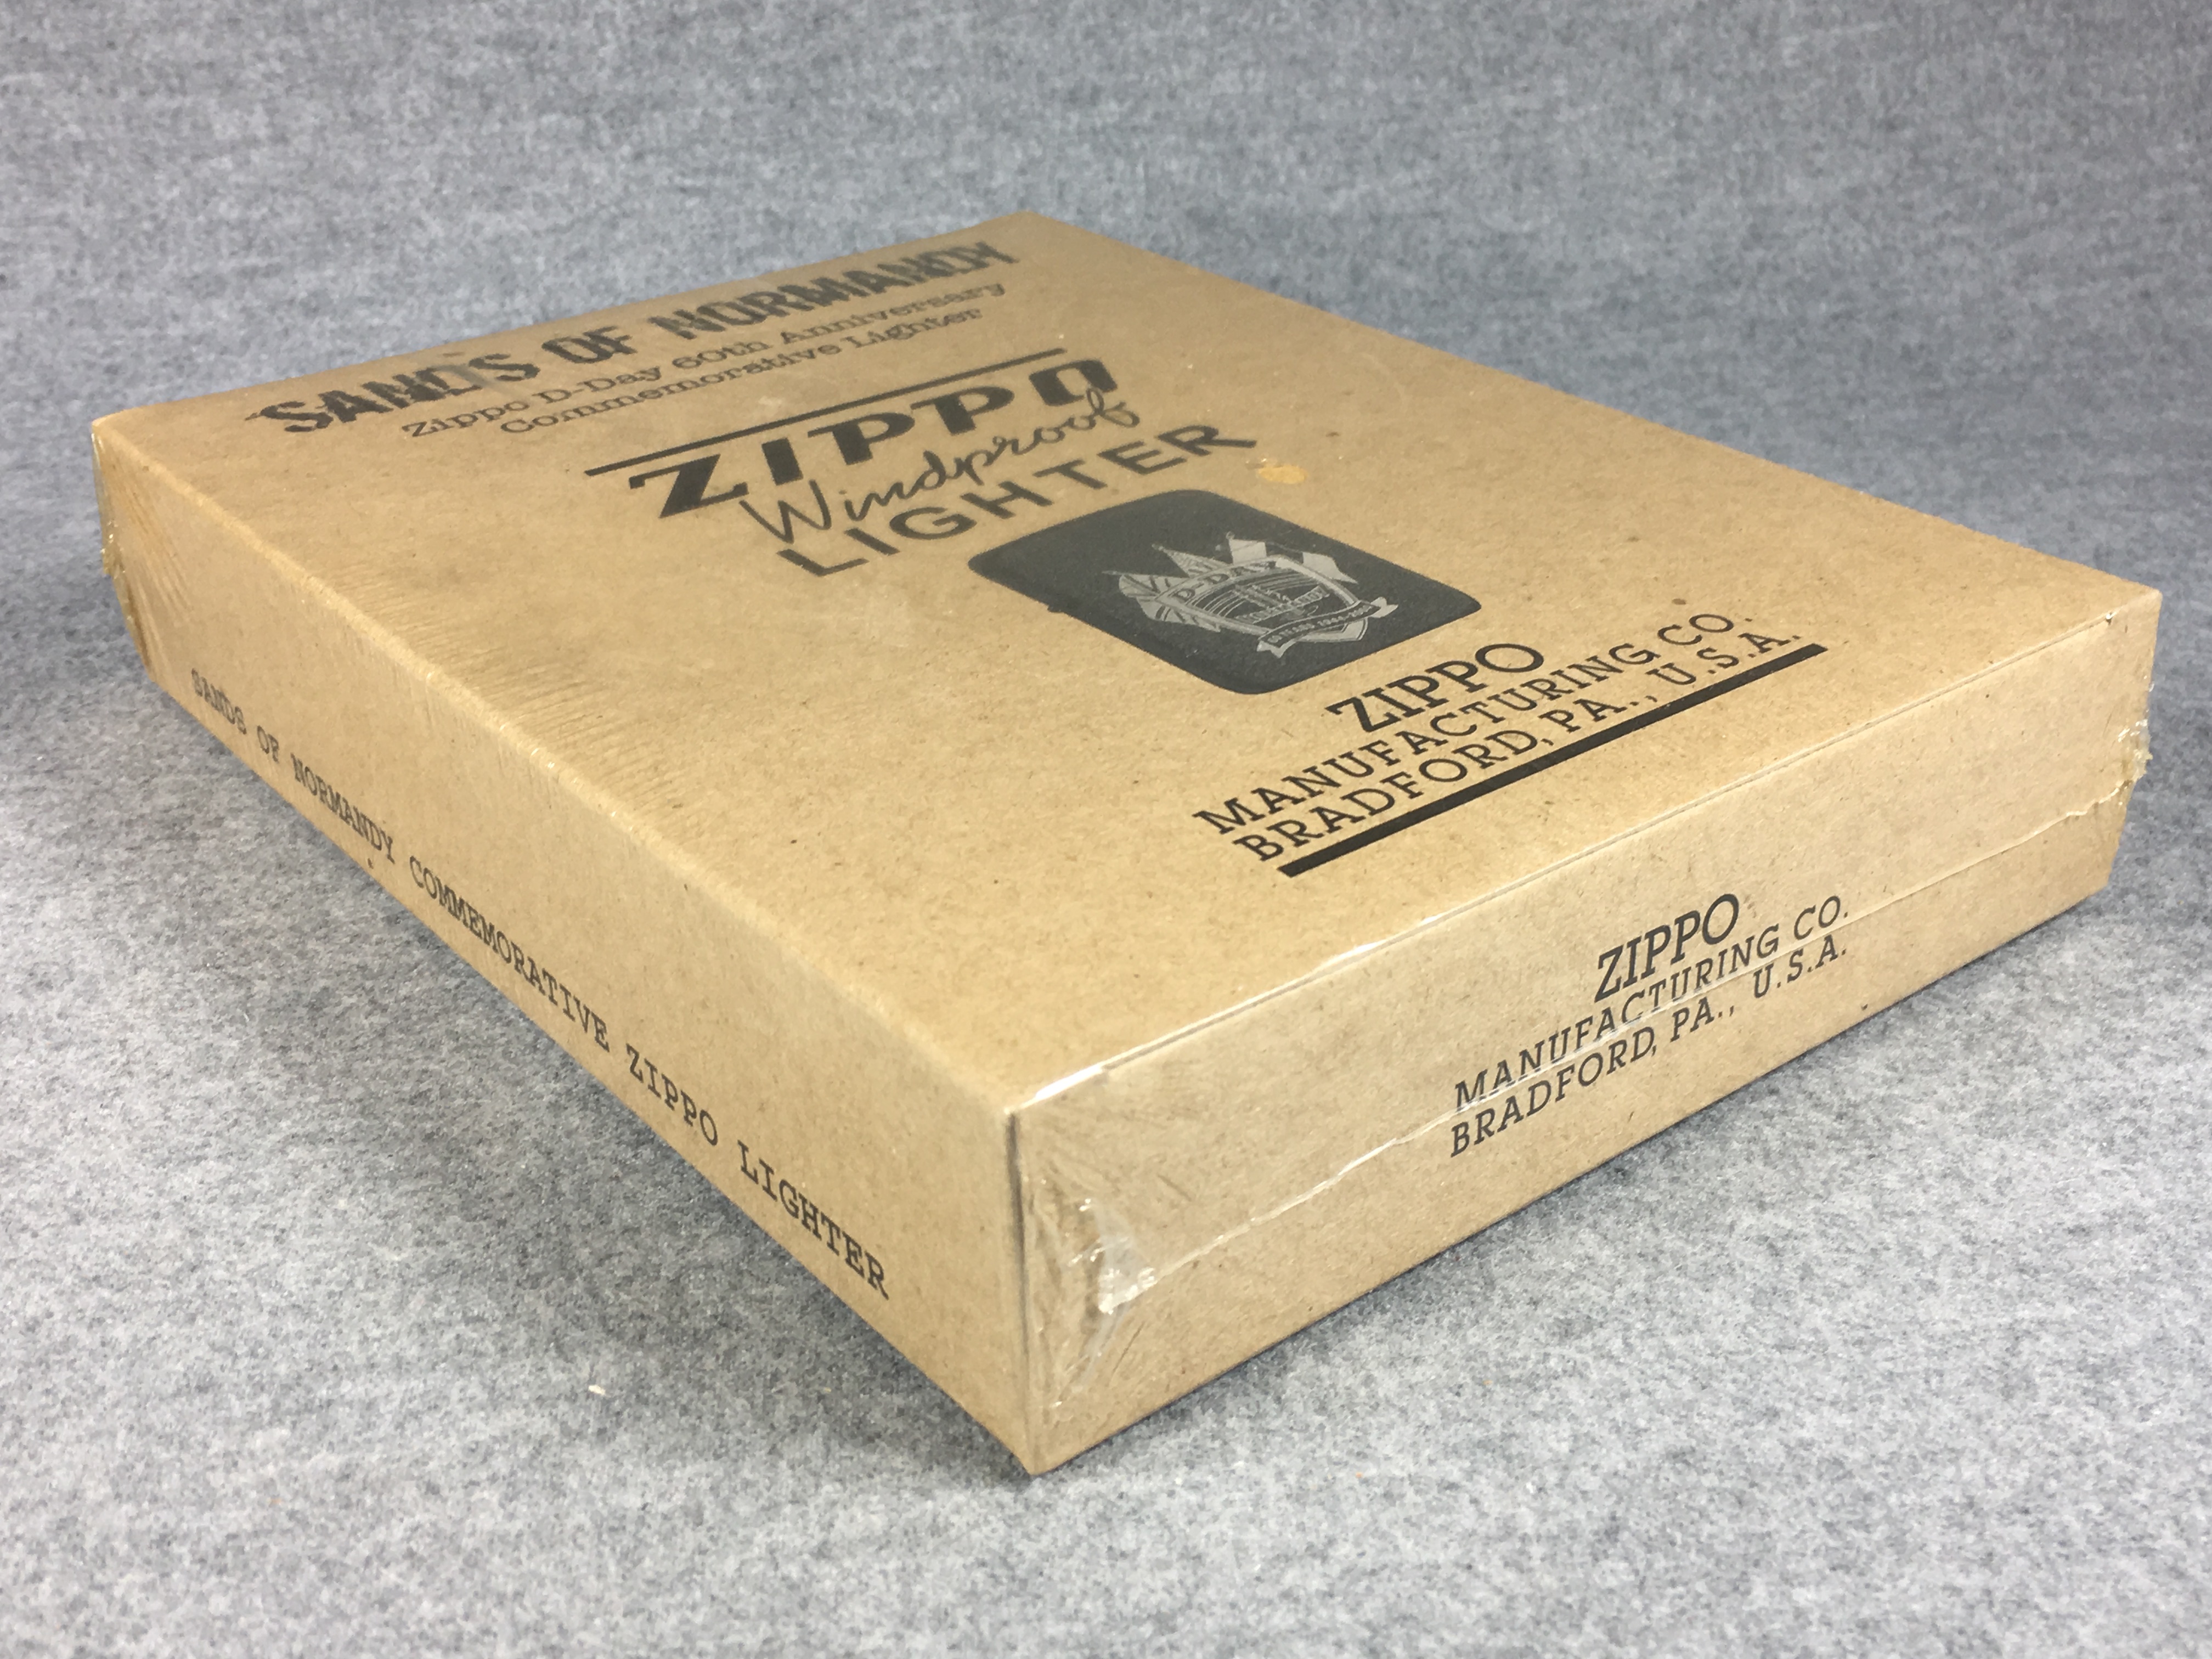 SANDS OF NORMANDY
Zippo D-Day 60th Anniversary
Commemorative Lighter
ZIPPO
Windproof
LIGHTER
D-DAY
ZIPPO
MANUFACTURING CO.
BRADFORD, PA., U.S.A.
SANDS OF NORMANDY COMMEMORATIVE ZIPPO LIGHTER
ZIPPO
MANUFACTURING CO.
BRADFORD, PA., U.S.A.